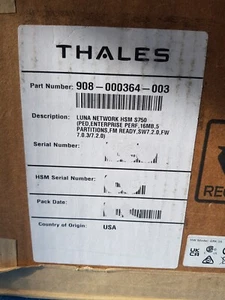 THALES
Part Number: 908-000364-003
Description: LUNA NETWORK HSM S750
(PED,ENTERPRISE PERF,16MB,5
PARTITIONS,FM READY,SW7.2.0,FW
7.0.3/7.2.0)
Serial Number:
HSM Serial Number:
Pack Date:
Country of Origin: USA
REC